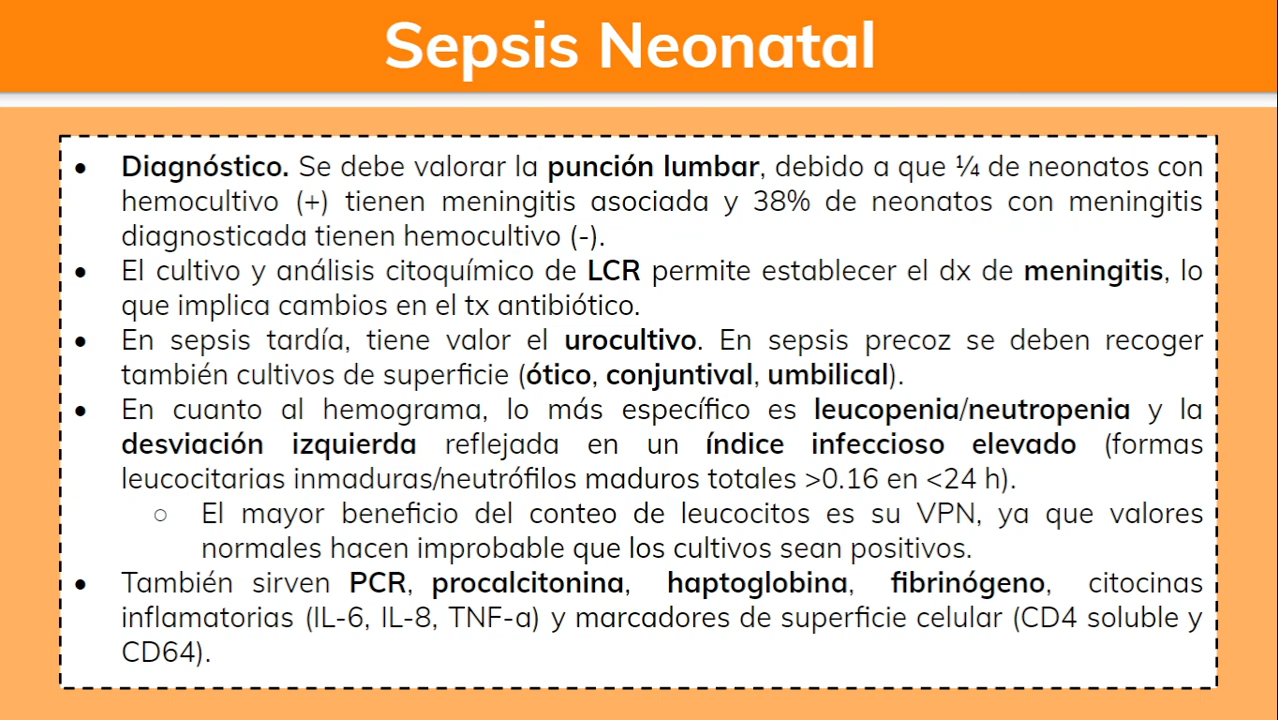 Sepsis Neonatal
● Diagnóstico. Se debe valorar la punción lumbar, debido a que ¼ de neonatos con
hemocultivo (+) tienen meningitis asociada y 38% de neonatos con meningitis
diagnosticada tienen hemocultivo (-).
● El cultivo y análisis citoquímico de LCR permite establecer el dx de meningitis, lo
que implica cambios en el tx antibiótico.
● En sepsis tardía, tiene valor el urocultivo. En sepsis precoz se deben recoger
también cultivos de superficie (ótico, conjuntival, umbilical).
● En cuanto al hemograma, lo más específico es leucopenia/neutropenia y la
desviación izquierda reflejada en un índice infeccioso elevado (formas
leucocitarias inmaduras/neutrófilos maduros totales >0.16 en <24 h).
○ El mayor beneficio del conteo de leucocitos es su VPN, ya que valores
normales hacen improbable que los cultivos sean positivos.
● También sirven PCR, procalcitonina, haptoglobina, fibrinógeno, citocinas
inflamatorias (IL-6, IL-8, TNF-α) y marcadores de superficie celular (CD4 soluble y
CD64).